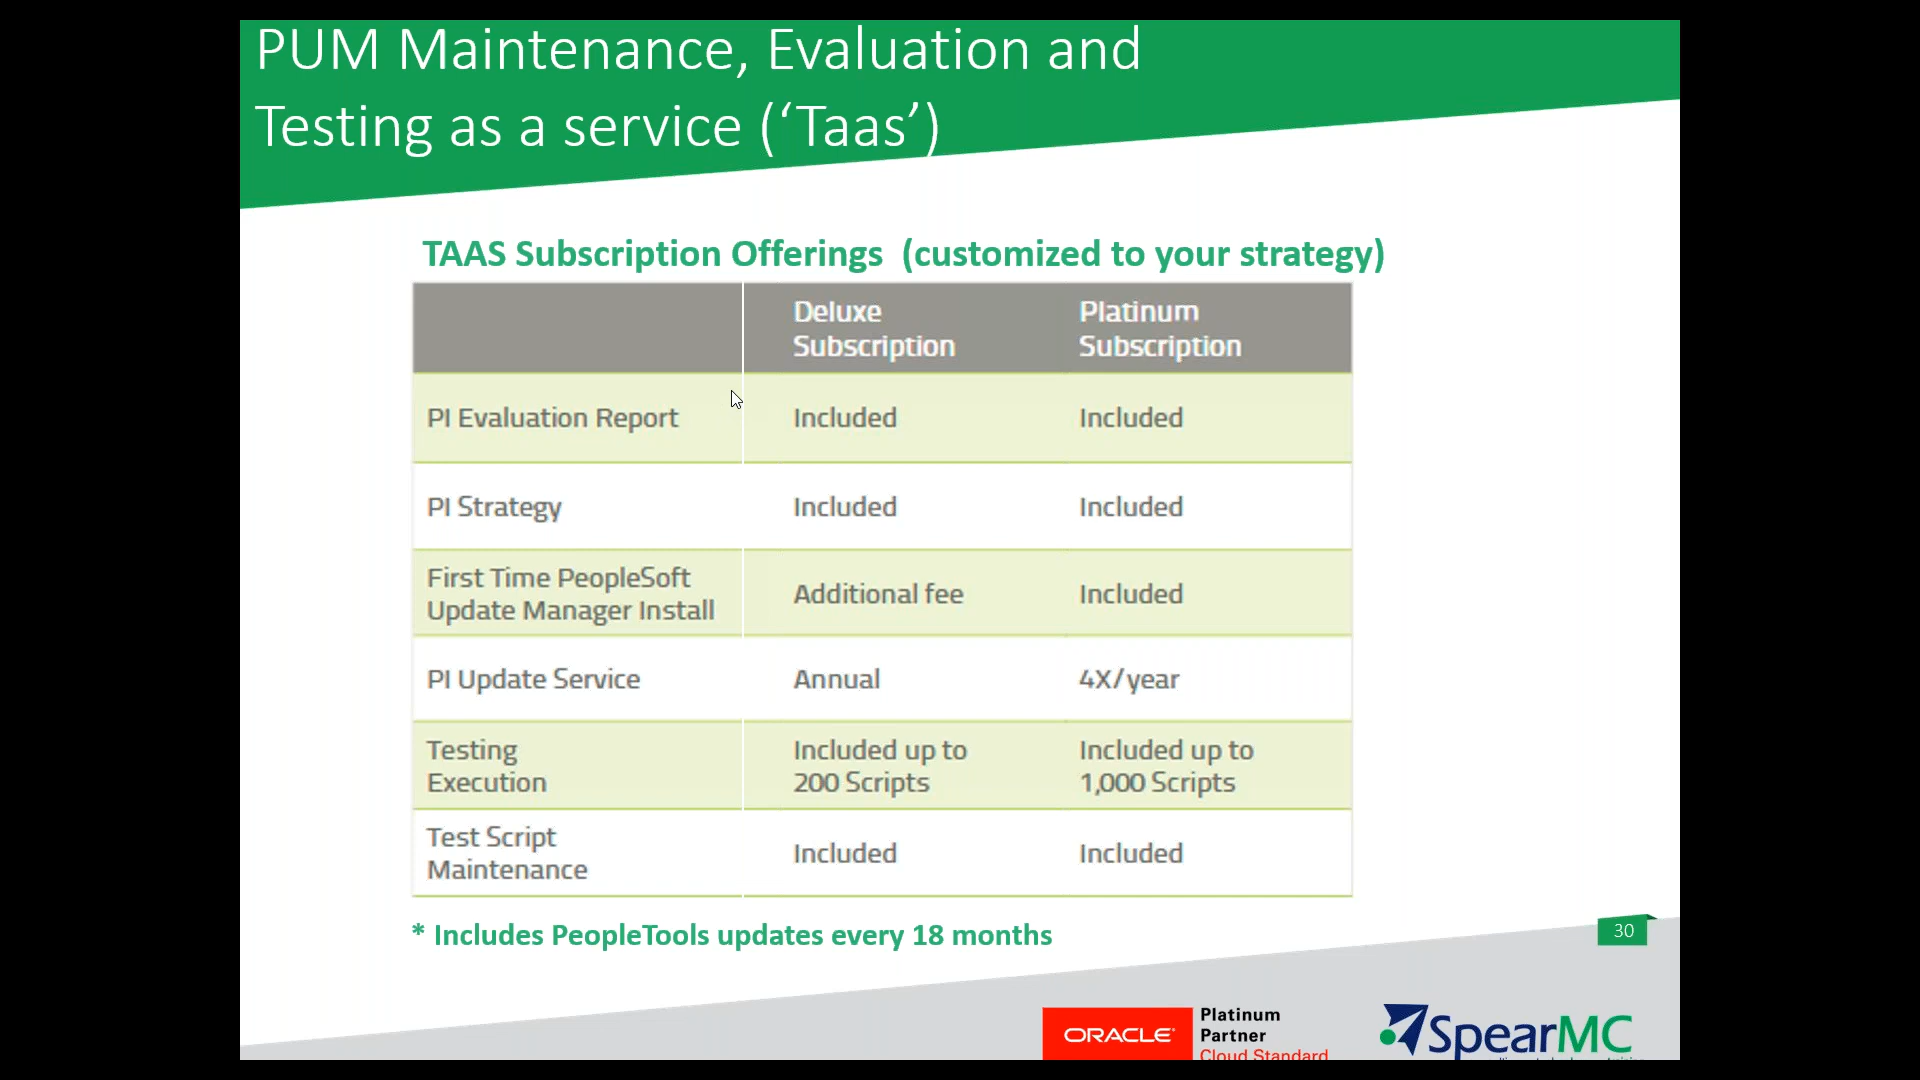 PUM Maintenance, Evaluation and
Testing as a service (‘Taas’)
TAAS Subscription Offerings (customized to your strategy)
Deluxe Subscription
Platinum Subscription
PI Evaluation Report
Included
Included
PI Strategy
Included
Included
First Time PeopleSoft
Update Manager Install
Additional fee
Included
PI Update Service
Annual
4X/year
Testing
Execution
Included up to
200 Scripts
Included up to
1,000 Scripts
Test Script
Maintenance
Included
Included
* Includes PeopleTools updates every 18 months
30
ORACLE
Platinum
Partner
Cloud Standard
SpearMC